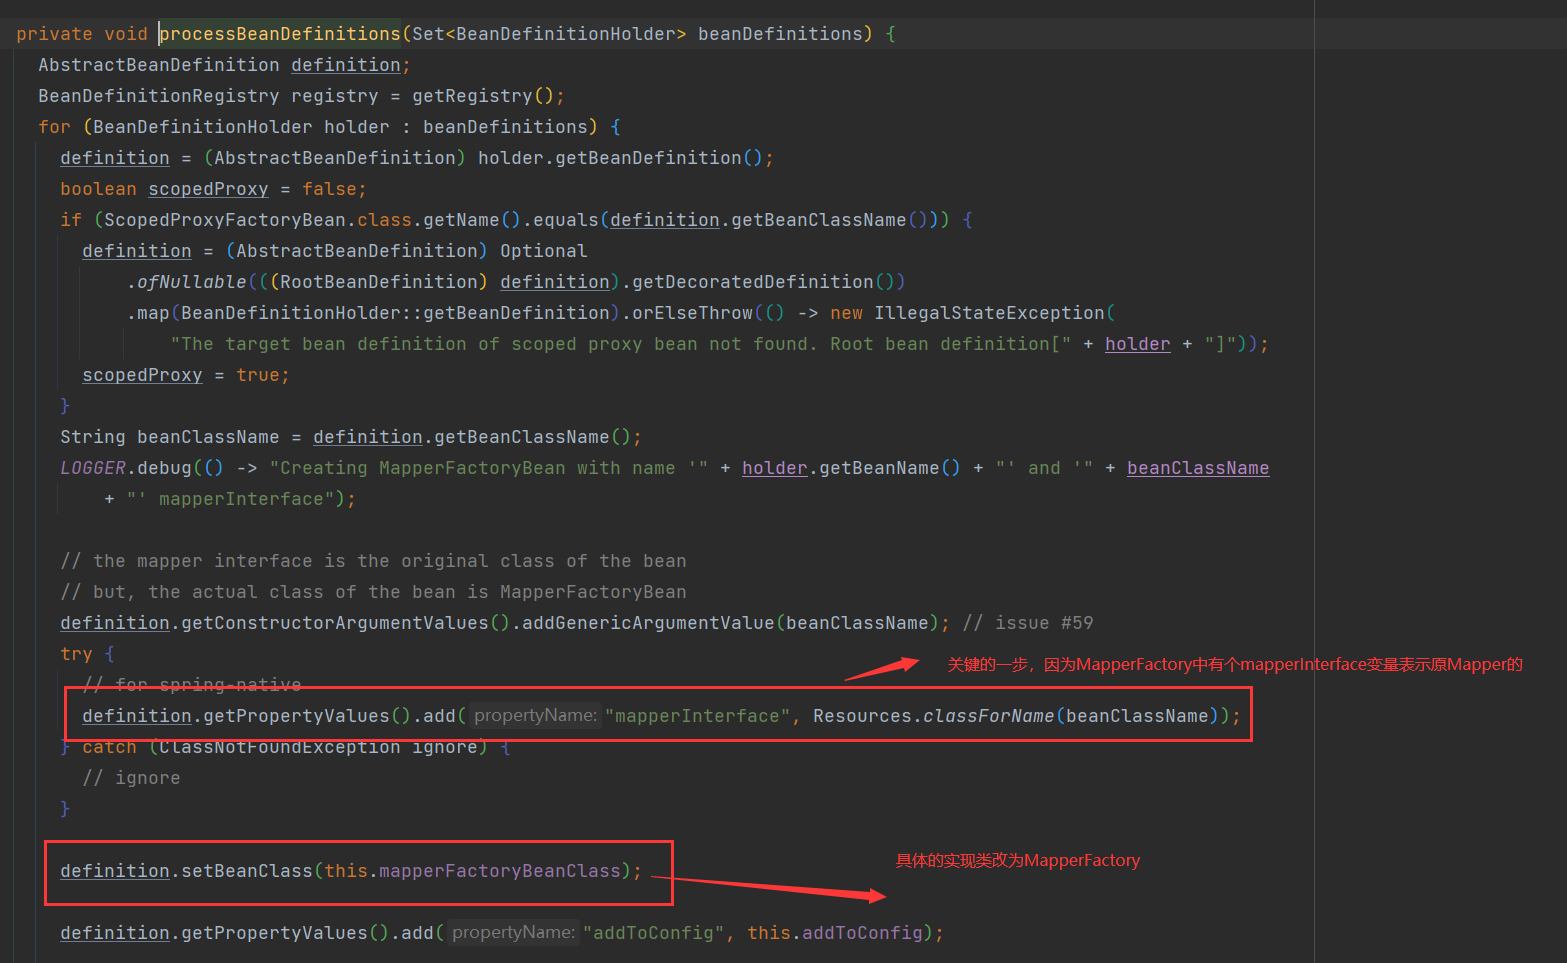 private void processBeanDefinitions(Set<BeanDefinitionHolder> beanDefinitions) {
AbstractBeanDefinition definition;
BeanDefinitionRegistry registry = getRegistry();
for (BeanDefinitionHolder holder : beanDefinitions) {
definition = (AbstractBeanDefinition) holder.getBeanDefinition();
boolean scopedProxy = false;
if (ScopedProxyFactoryBean.class.getName().equals(definition.getBeanClassName())) {
definition = (AbstractBeanDefinition) Optional
.ofNullable(((RootBeanDefinition) definition).getDecoratedDefinition())
.map(BeanDefinitionHolder::getBeanDefinition).orElseThrow(() -> new IllegalStateException(
"The target bean definition of scoped proxy bean not found. Root bean definition[" + holder + "]"));
scopedProxy = true;
}
String beanClassName = definition.getBeanClassName();
LOGGER.debug(() -> "Creating MapperFactoryBean with name '" + holder.getBeanName() + "' and '" + beanClassName
+ "' mapperInterface");
// the mapper interface is the original class of the bean
// but, the actual class of the bean is MapperFactoryBean
definition.getConstructorArgumentValues().addGenericArgumentValue(beanClassName); // issue #59
try {
关键的一步，因为MapperFactory中有个mapperInterface变量表示原Mapper的
// for spring-native
definition.getPropertyValues().add( propertyName: "mapperInterface", Resources.classForName(beanClassName));
} catch (ClassNotFoundException ignore) {
// ignore
}
具体的实现类改为MapperFactory
definition.setBeanClass(this.mapperFactoryBeanClass);
definition.getPropertyValues().add( propertyName: "addToConfig", this.addToConfig);